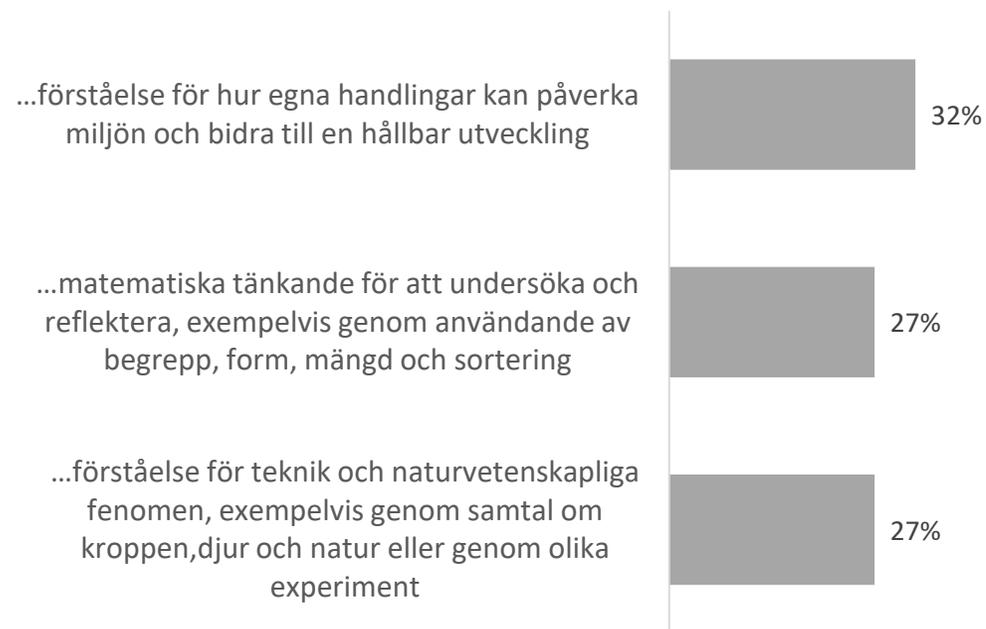 ...förståelse för hur egna handlingar kan påverka
miljön och bidra till en hållbar utveckling
32%
...matematiska tänkande för att undersöka och
reflektera, exempelvis genom användande av
begrepp, form, mängd och sortering
27%
...förståelse för teknik och naturvetenskapliga
fenomen, exempelvis genom samtal om
kroppen,djur och natur eller genom olika
experiment
27%